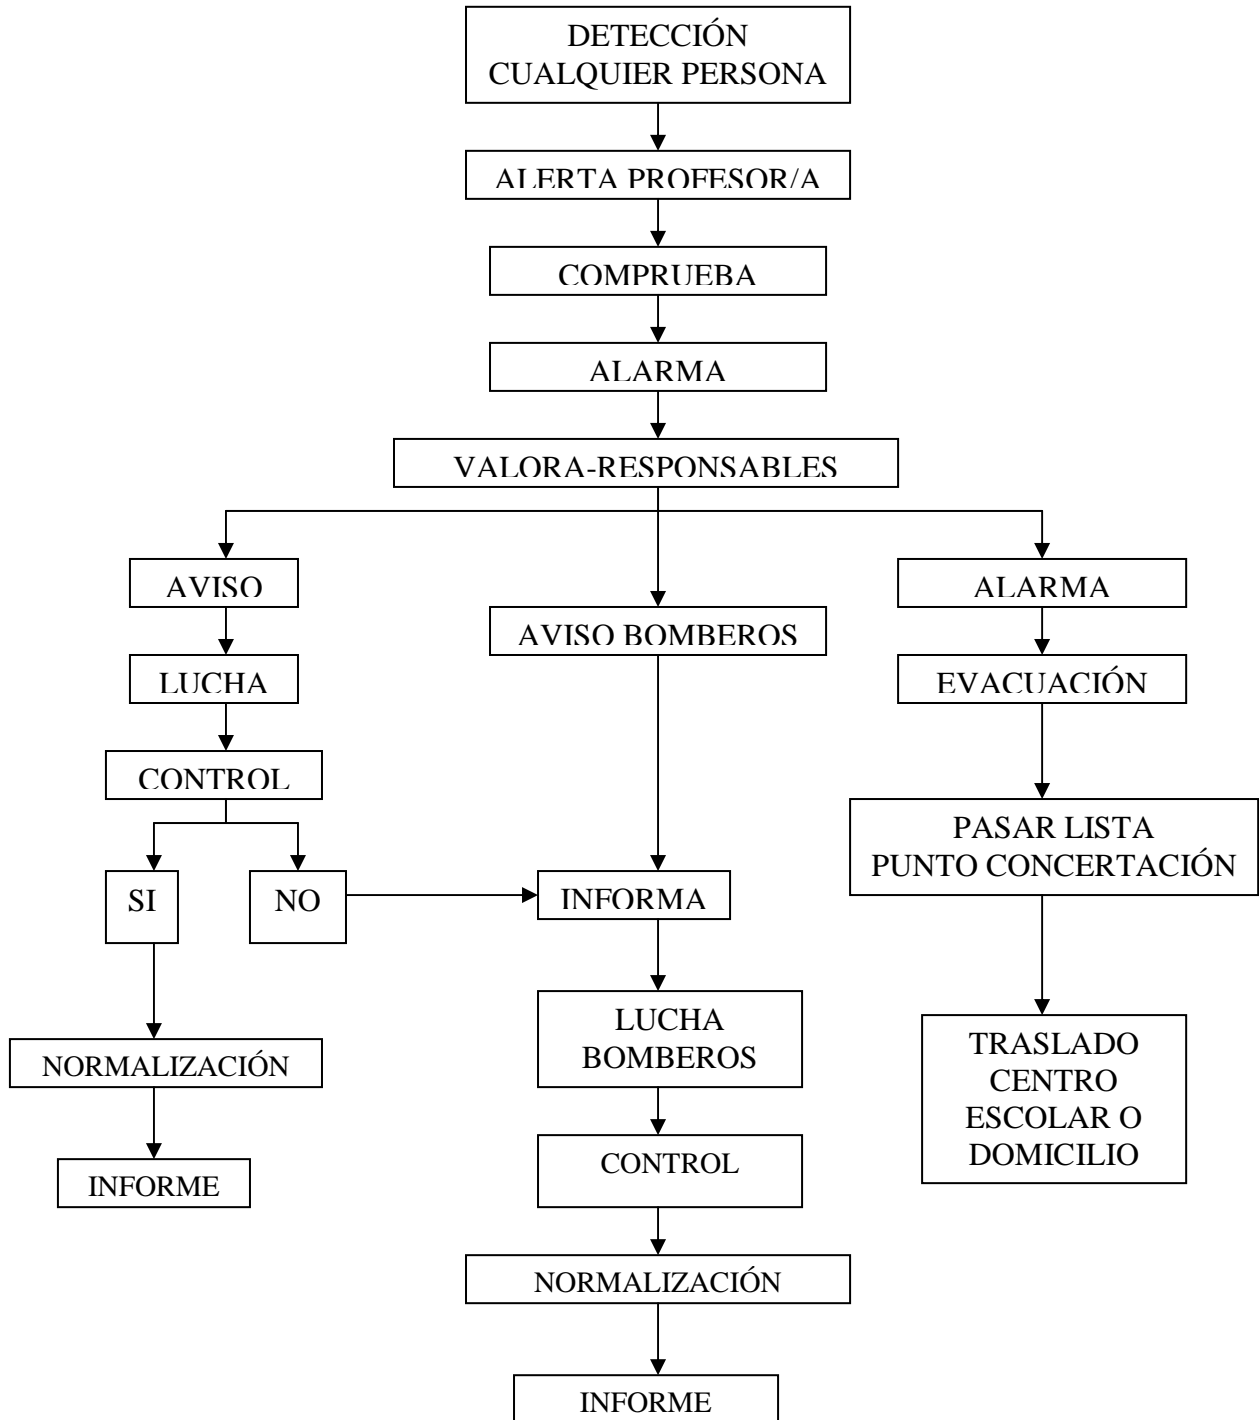 DETECCIÓN
CUALQUIER PERSONA
ALERTA PROFESOR/A
COMPRUEBA
ALARMA
VALORA-RESPONSABLES
AVISO
AVISO BOMBEROS
ALARMA
LUCHA
EVACUACIÓN
CONTROL
PASAR LISTA
PUNTO CONCERTACIÓN
SI
NO
INFORMA
LUCHA
BOMBEROS
NORMALIZACIÓN
TRASLADO
CENTRO
ESCOLAR O
DOMICILIO
CONTROL
INFORME
NORMALIZACIÓN
INFORME